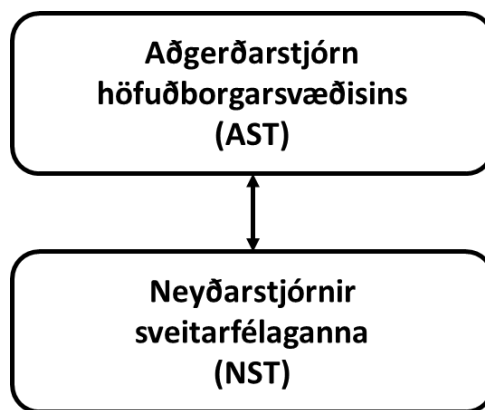 Aðgerðarstjórn
höfuðborgarsvæðisins
(AST)
Neyðarstjórnir
sveitarfélaganna
(NST)